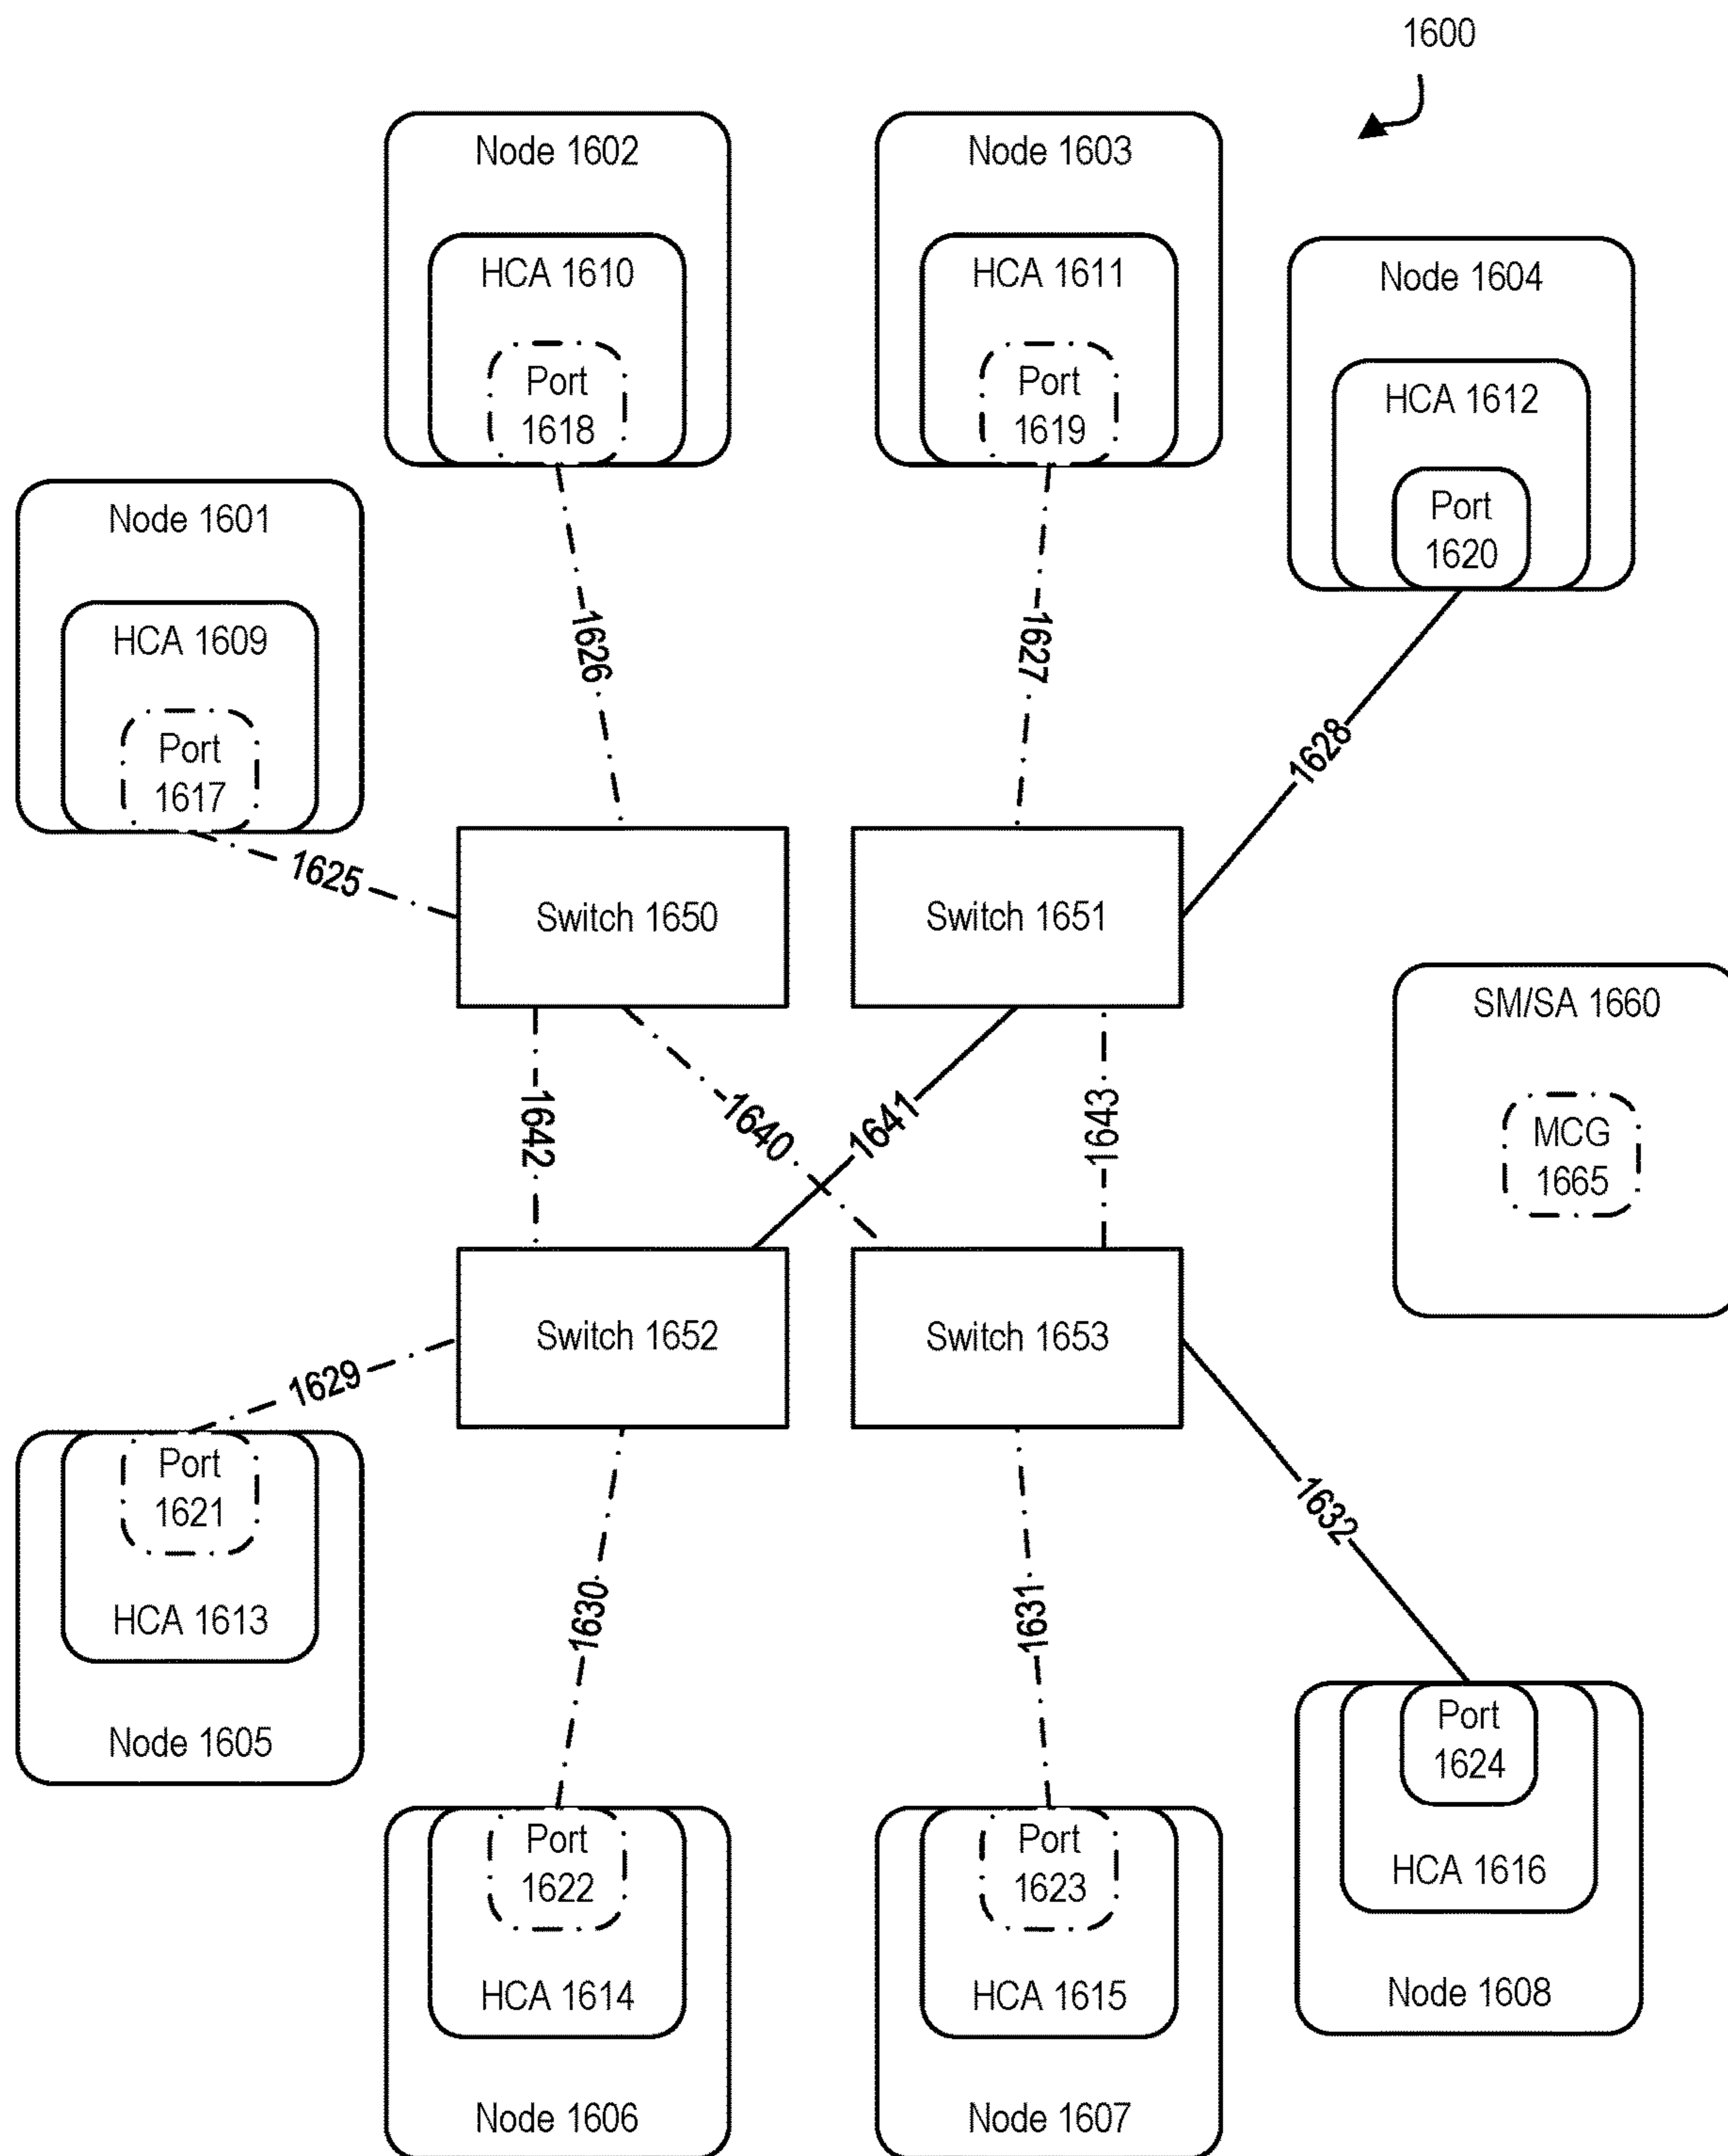 1600
Node 1602
HCA 1610
Port
1618
Node 1603
HCA 1611
Port
1619
Node 1604
HCA 1612
Port
1620
Node 1601
HCA 1609
Port
1617
1626
1627
1628
1625
Switch 1650
Switch 1651
SM/SA 1660
MCG
1665
1642
1640
1641
1643
Switch 1652
Switch 1653
1629
1630
1631
1632
Port
1621
HCA 1613
Node 1605
Port
1622
HCA 1614
Node 1606
Port
1623
HCA 1615
Node 1607
Port
1624
HCA 1616
Node 1608